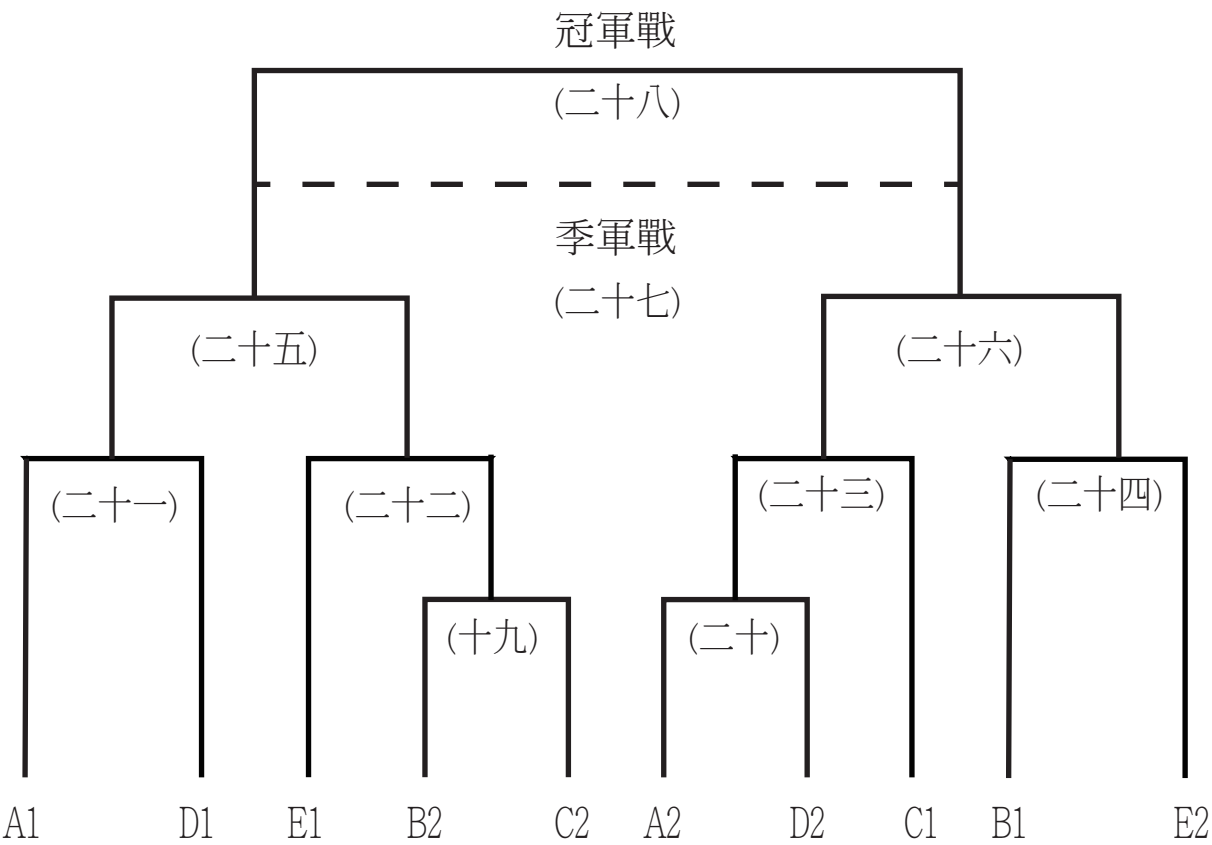 冠軍戰
(二十八)
季軍戰
(二十七)
(二十五) (二十六)
(二十一) (二十二) (二十三) (二十四)
(十九) (二十)
A1 D1 E1 B2 C2 A2 D2 C1 B1 E2